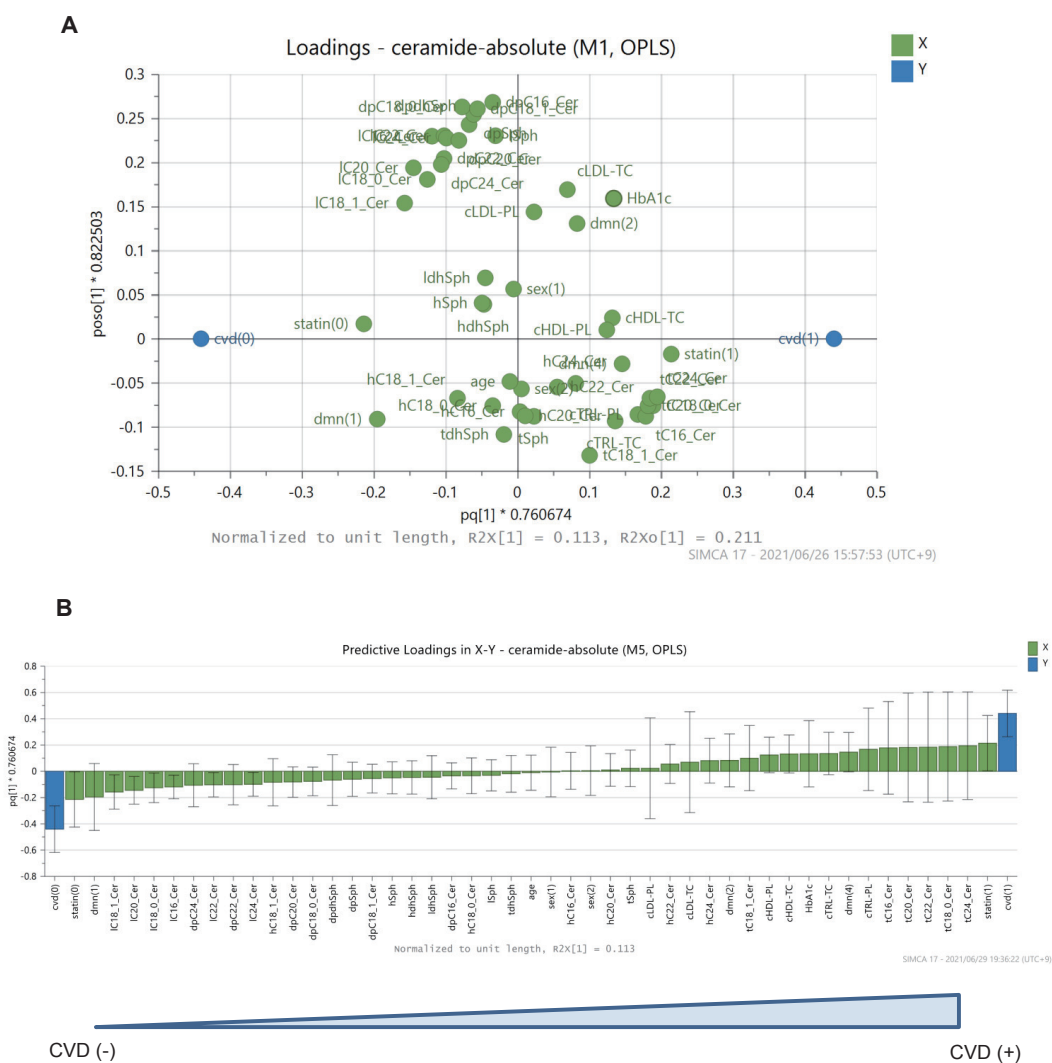 A
Loadings - ceramide-absolute (M1, OPLS)
X
Y
0.3
0.25
0.2
0.15
0.1
0.05
0
-0.05
-0.1
-0.15
poso[1] * 0.822503
dpC16_Cer
dpC18_1_Cer
lSph
dpC20_Cer
lC20_Cer
lC18_0_Cer
dpC24_Cer
cLDL-TC
lC18_1_Cer
HbA1c
cLDL-PL
dmn(2)
ldhSph
sex(1)
hSph
hdhSph
statin(0)
cHDL-TC
cHDL-PL
cvd(0)
cvd(1)
statin(1)
hC24_Cer
dmn(4)
hC18_1_Cer
age
sex(2)
hC22_Cer
tC24_Cer
hC18_0_Cer
hC16_Cer
hC20_Cer
cTRL-PL
tC18_0_Cer
dmn(1)
tdhSph
tSph
tC16_Cer
cTRL-TC
tC18_1_Cer
-0.5 -0.4 -0.3 -0.2 -0.1 0 0.1 0.2 0.3 0.4 0.5
pq[1] * 0.760674
Normalized to unit length, R2X[1] = 0.113, R2Xo[1] = 0.211
SIMCA 17 - 2021/06/26 15:57:53 (UTC+9)
B
Predictive Loadings in X-Y - ceramide-absolute (M5, OPLS)
X
Y
0.8
0.6
0.4
0.2
0
-0.2
-0.4
-0.6
-0.8
pq[1] * 0.760674
cvd(0)
statin(0)
dmn(1)
lC18_1_Cer
lC20_Cer
lC18_0_Cer
lC16_Cer
dpC24_Cer
lC22_Cer
dpC22_Cer
lC24_Cer
hC18_1_Cer
dpC20_Cer
dpC18_0_Cer
dpdhSph
dpSph
dpC18_1_Cer
hSph
hdhSph
ldhSph
dpC16_Cer
hC18_0_Cer
lSph
tdhSph
age
sex(1)
hC16_Cer
sex(2)
hC20_Cer
tSph
cLDL-PL
hC22_Cer
cLDL-TC
hC24_Cer
dmn(2)
tC18_1_Cer
cHDL-PL
cHDL-TC
HbA1c
cTRL-TC
dmn(4)
cTRL-PL
tC16_Cer
tC20_Cer
tC22_Cer
tC18_0_Cer
tC24_Cer
statin(1)
cvd(1)
Normalized to unit length, R2X[1] = 0.113
SIMCA 17 - 2021/06/29 19:36:22 (UTC+9)
CVD (-)
CVD (+)